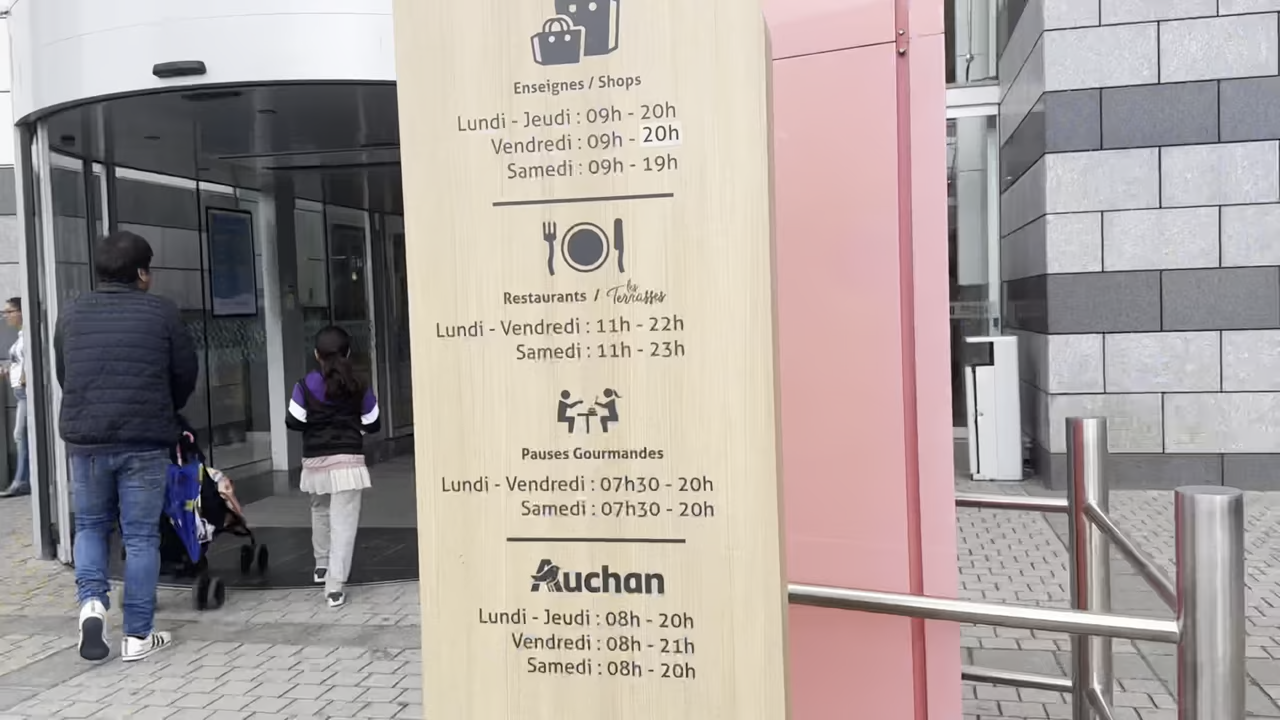 Enseignes / Shops
Lundi - Jeudi : 09h - 20h
Vendredi : 09h - 20h
Samedi : 09h - 19h
Restaurants / les Terrasses
Lundi - Vendredi : 11h - 22h
Samedi : 11h - 23h
Pauses Gourmandes
Lundi - Vendredi : 07h30 - 20h
Samedi : 07h30 - 20h
Auchan
Lundi - Jeudi : 08h - 20h
Vendredi : 08h - 21h
Samedi : 08h - 20h